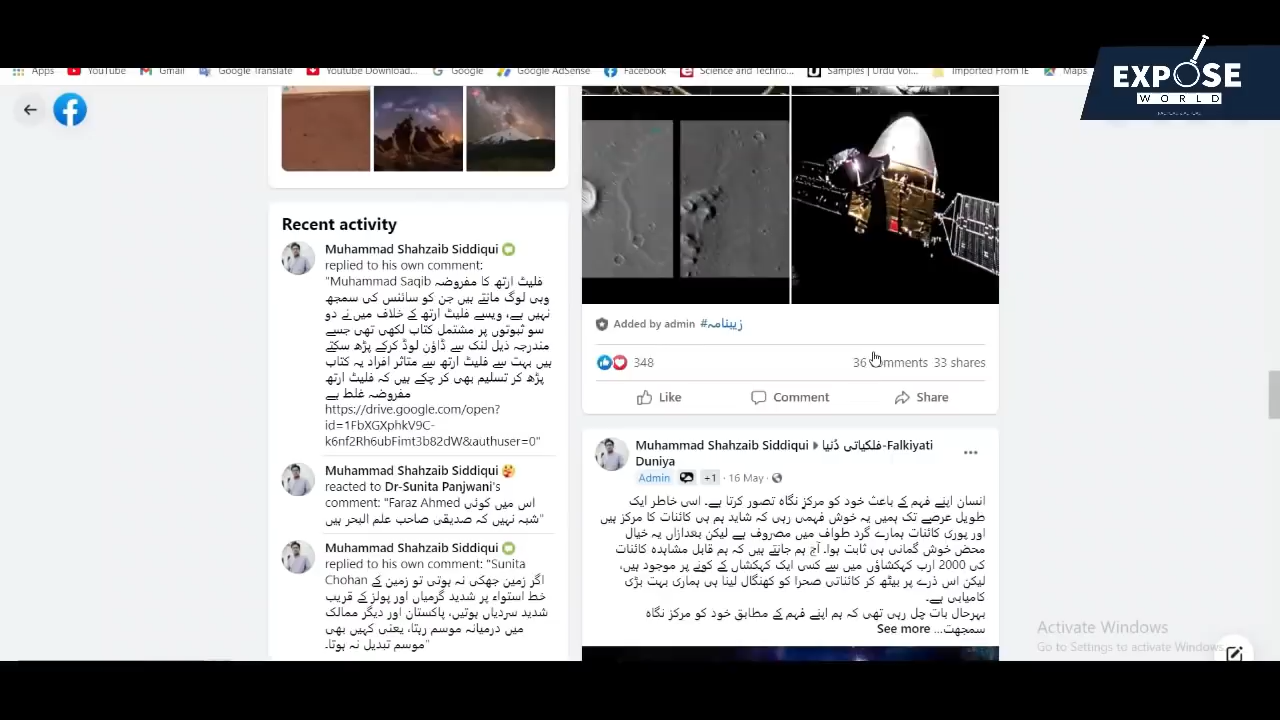 Apps YouTube Gmail Google Translate Youtube Download... Google Google AdSense Facebook Science and Techno... Samples | Urdu Voi... Imported From IE Maps
EXPOSE
WORLD
Recent activity
Muhammad Shahzaib Siddiqui
replied to his own comment:
"Muhammad Saqib فلیٹ ارتھ کا مفروضہ
وہی لوگ مانتے ہیں جن کو سائنس کی سمجھ
نہیں ہے، ویسے فلیٹ ارتھ کے خلاف میں نے دو
سو ثبوتوں پر مشتمل کتاب لکھی تھی جسے
مندرجہ ذیل لنک سے ڈاؤن لوڈ کرکے پڑھ سکتے
ہیں بہت سے فلیٹ ارتھ سے متاثر افراد یہ کتاب
پڑھ کر تسلیم بھی کر چکے ہیں کہ فلیٹ ارتھ
مفروضہ غلط ہے
https://drive.google.com/open?
id=1FbXGXphkV9C-
k6nf2Rh6ubFimt3b82dW&authuser=0"
Muhammad Shahzaib Siddiqui
reacted to Dr-Sunita Panjwani's
comment: "Faraz Ahmed اس میں کوئی
شبہ نہیں کہ صدیقی صاحب علم البحر ہیں"
Muhammad Shahzaib Siddiqui
replied to his own comment: "Sunita
Chohan اگر زمین جھکی نہ ہوتی تو زمین کے
خط استواء پر شدید گرمیاں اور پولز کے قریب
شدید سردیاں ہوتیں، پاکستان اور دیگر ممالک
میں درمیانہ موسم رہتا، یعنی کہیں بھی
موسم تبدیل نہ ہوتا۔"
Added by admin #زیبنامہ
348 36 comments 33 shares
Like Comment Share
Muhammad Shahzaib Siddiqui فلکیاتی دُنیا-Falkiyati
Duniya
Admin +1 · 16 May ·
انسان اپنے فہم کے باعث خود کو مرکزِ نگاہ تصور کرتا ہے۔ اسی خاطر ایک
طویل عرصے تک ہمیں یہ خوش فہمی رہی کہ شاید ہم ہی کائنات کا مرکز ہیں
اور پوری کائنات ہمارے گرد طواف میں مصروف ہے لیکن بعدازاں یہ خیال
محض خوش گمانی ہی ثابت ہوا۔ آج ہم جانتے ہیں کہ ہم قابل مشاہدہ کائنات
کی 2000 ارب کہکشاؤں میں سے کسی ایک کہکشاں کے کونے پر موجود ہیں،
لیکن اس ذرے پر بیٹھ کر کائناتی صحرا کو کھنگال لینا ہی ہماری بہت بڑی
کامیابی ہے۔
بہرحال بات چل رہی تھی کہ ہم اپنے فہم کے مطابق خود کو مرکز نگاہ
سمجھت... See more
Activate Windows
Go to Settings to activate Windows.